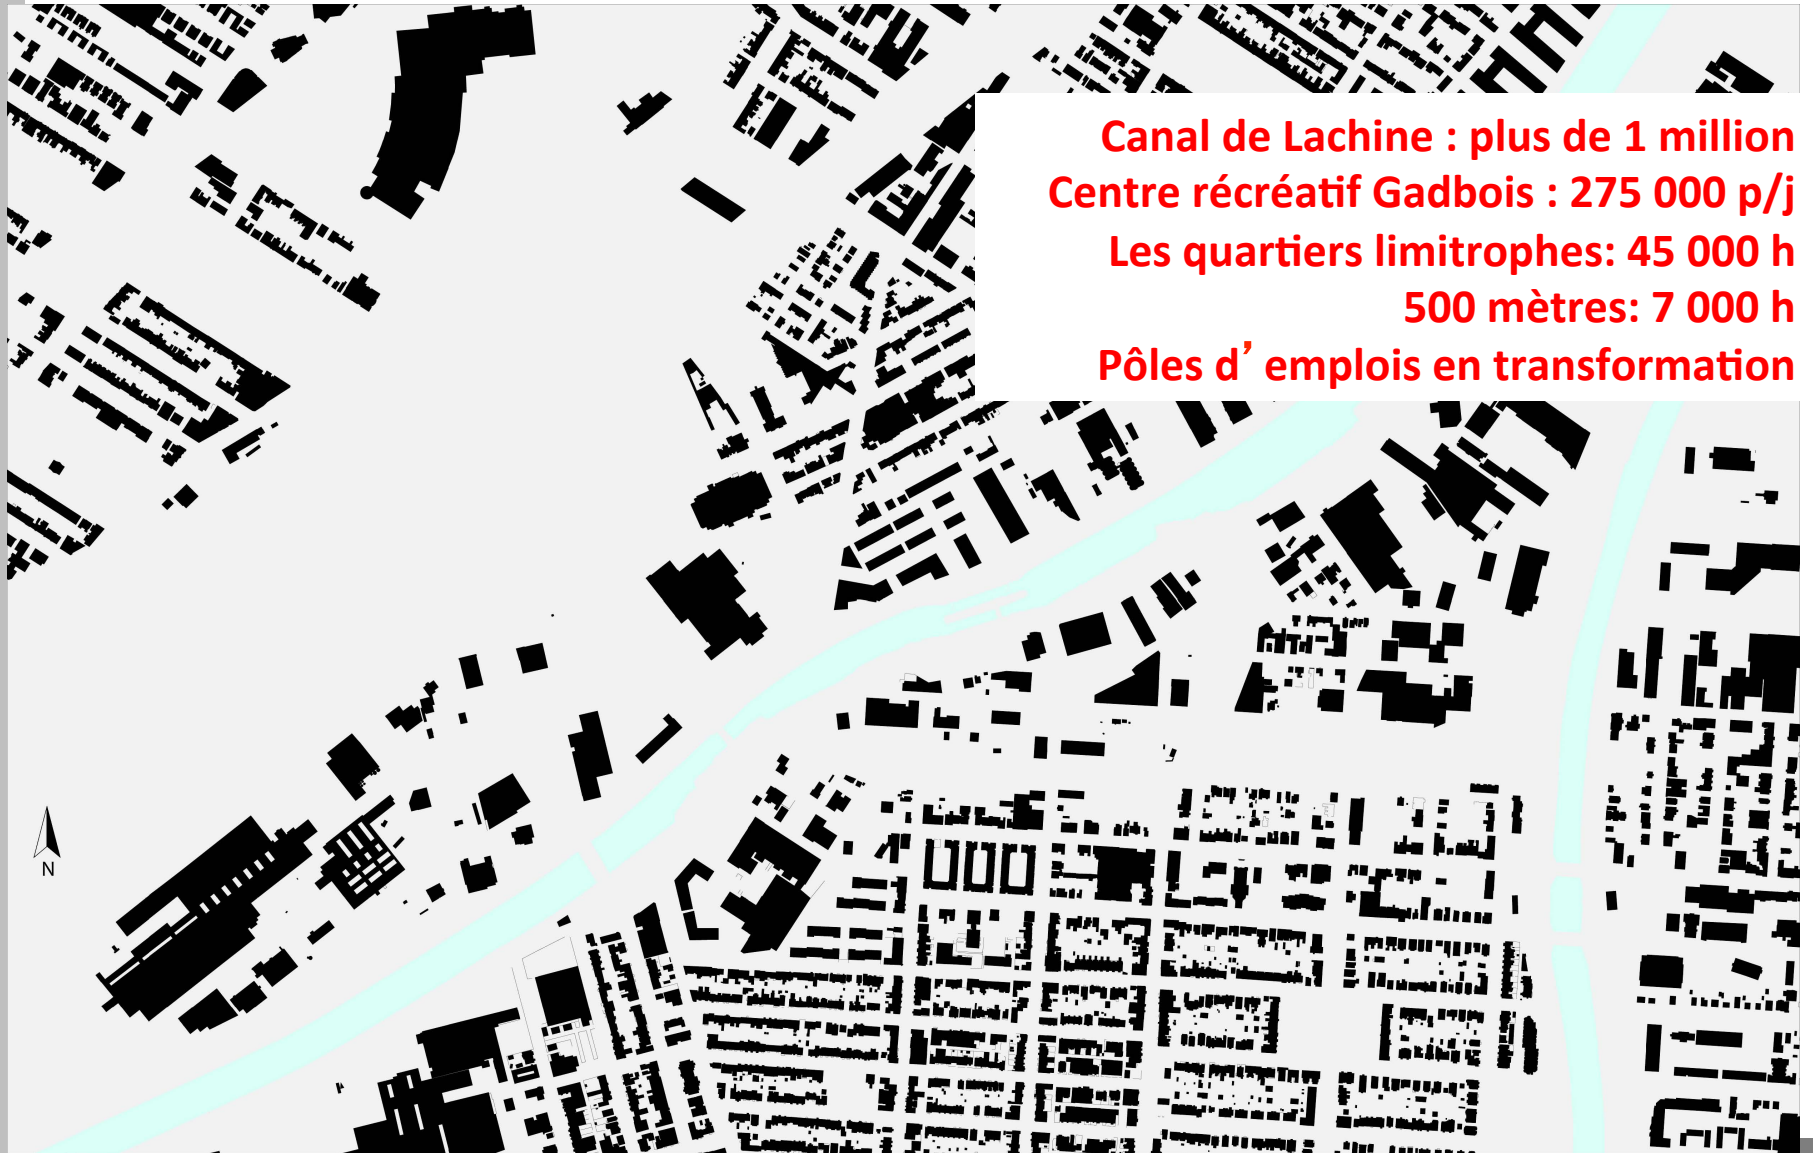 Canal de Lachine : plus de 1 million
Centre récréatif Gadbois : 275 000 p/j
Les quartiers limitrophes: 45 000 h
500 mètres: 7 000 h
Pôles d’ emplois en transformation
N